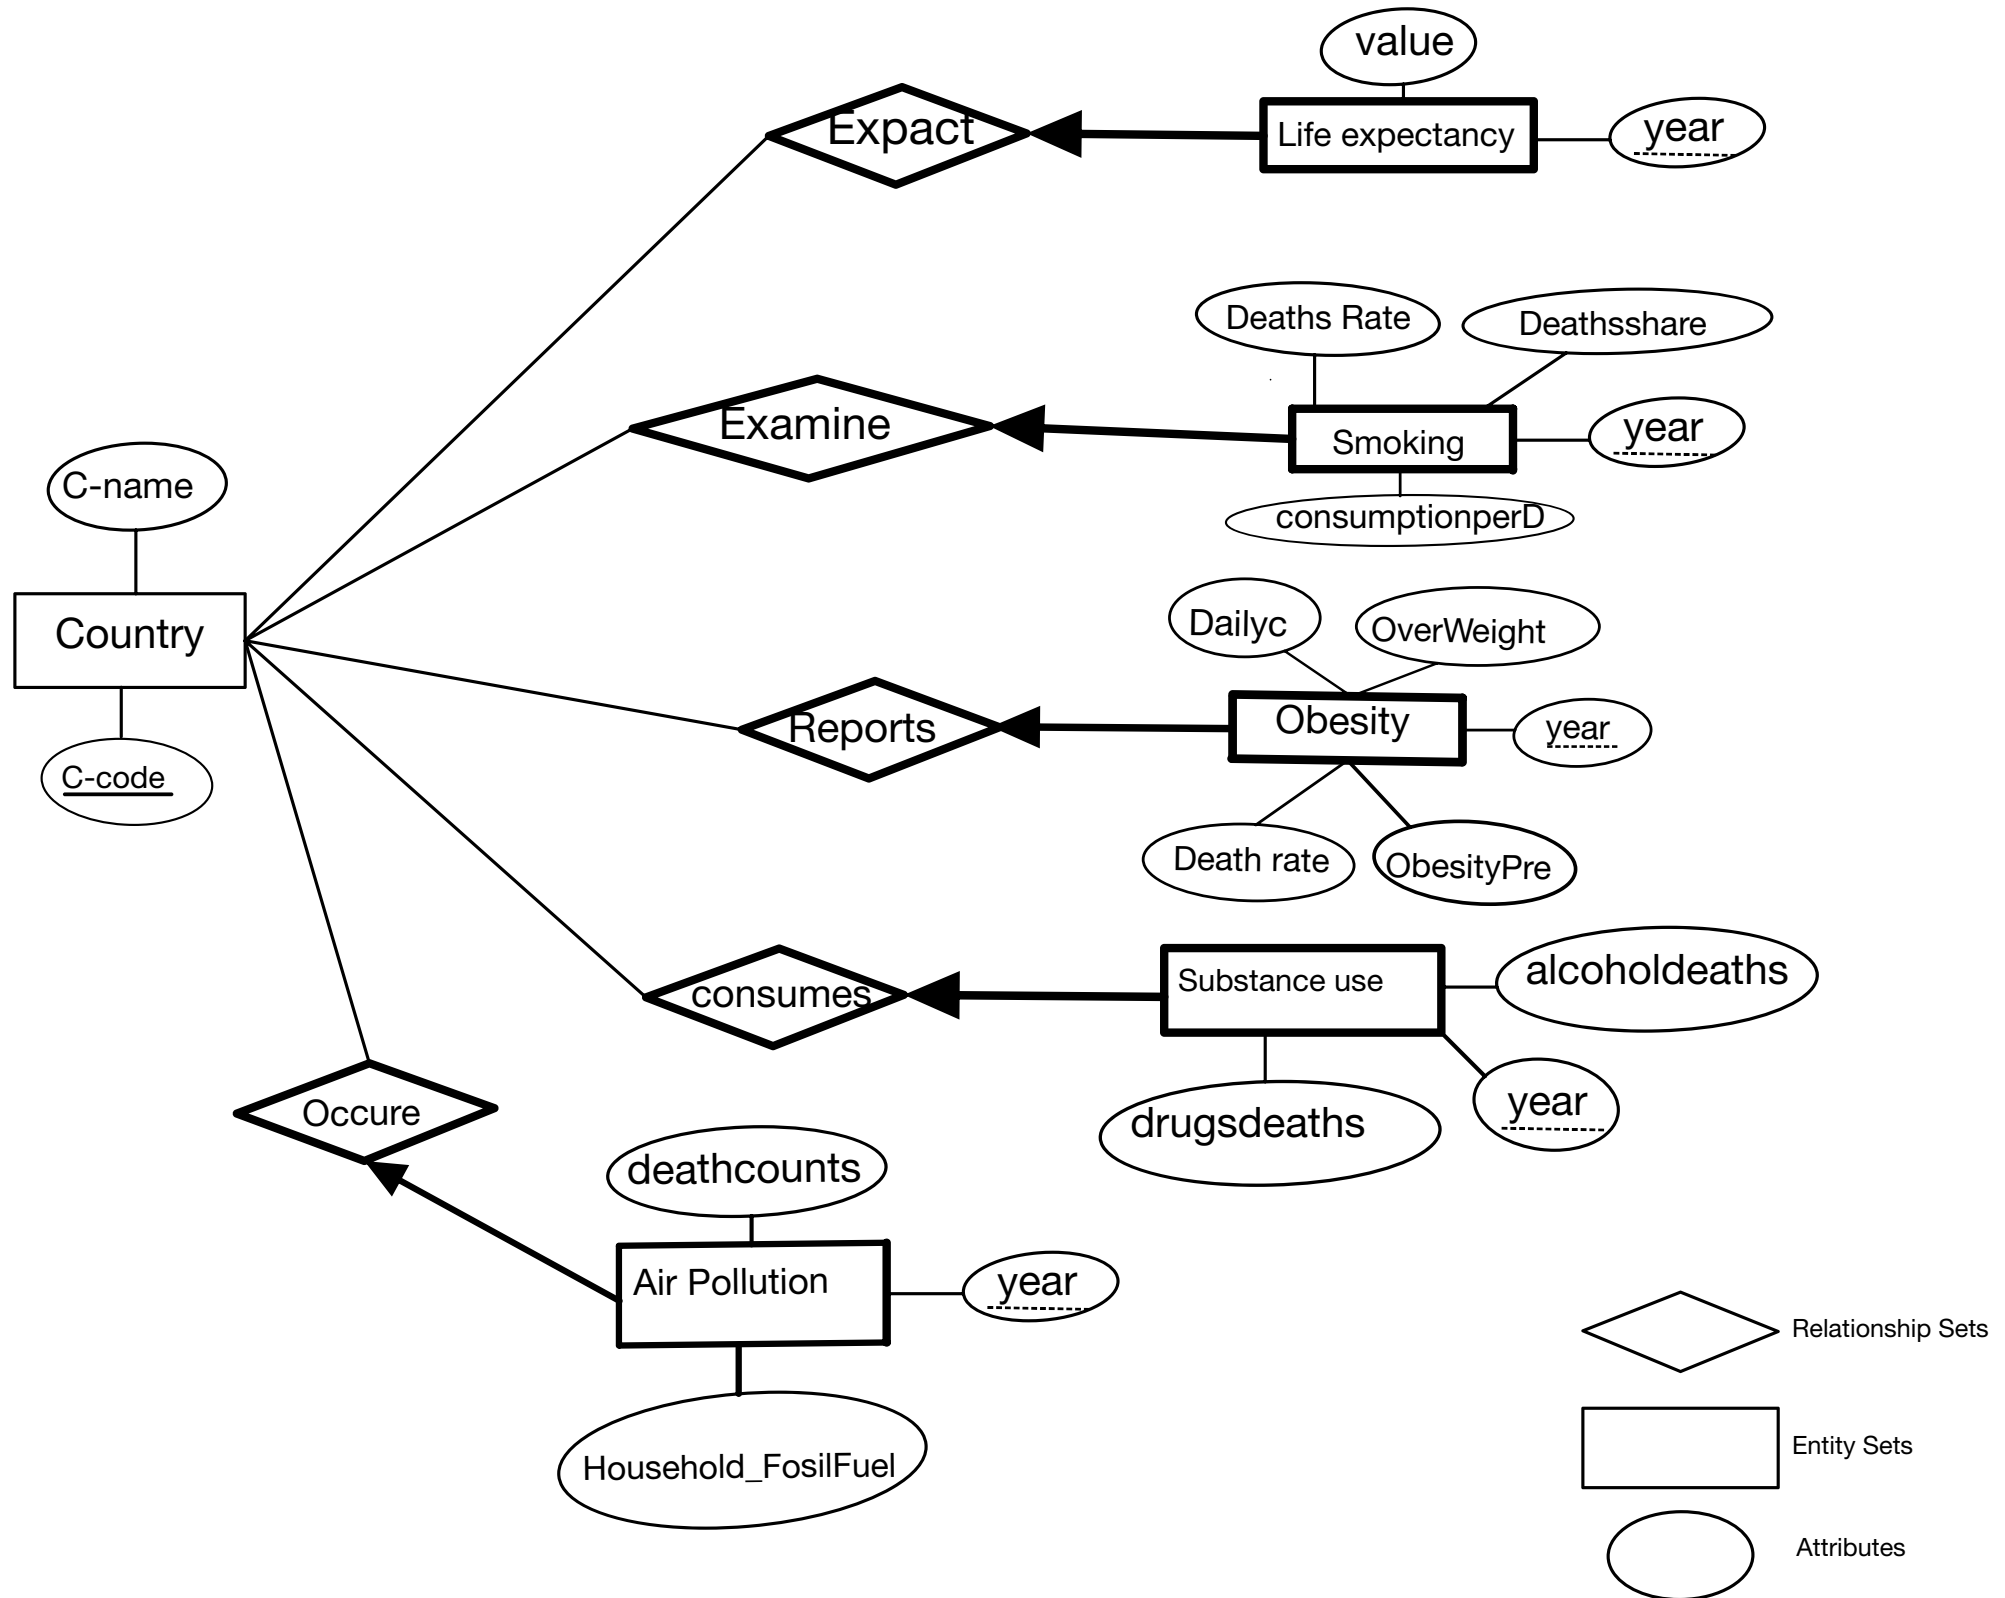 value
Expact
Life expectancy
year
Deaths Rate
Deathsshare
Examine
Smoking
year
consumptionperD
C-name
Country
C-code
Dailyc
OverWeight
Reports
Obesity
year
Death rate
ObesityPre
consumes
Substance use
alcoholdeaths
year
drugsdeaths
Occure
deathcounts
Air Pollution
year
Household_FosilFuel
Relationship Sets
Entity Sets
Attributes